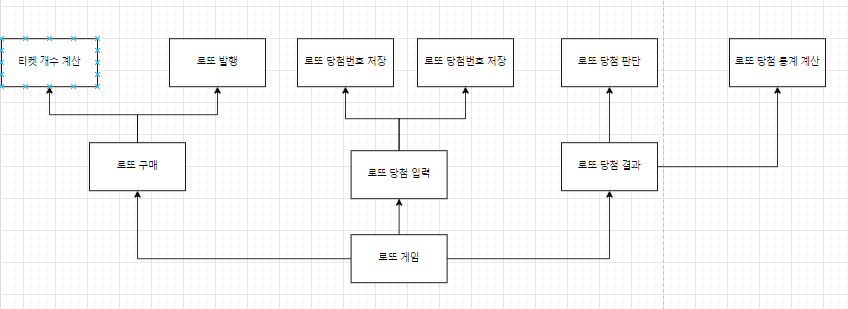 티켓 개수 계산
로또 발행
로또 당첨번호 저장
로또 당첨번호 저장
로또 당첨 판단
로또 당첨 통계 계산
로또 구매
로또 당첨 입력
로또 당첨 결과
로또 게임